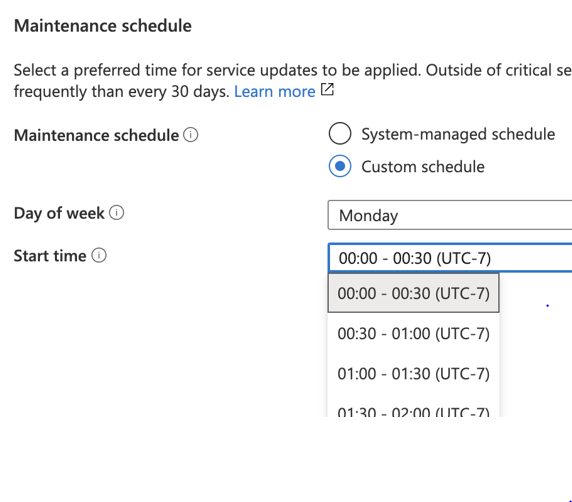 Maintenance schedule
Select a preferred time for service updates to be applied. Outside of critical se
frequently than every 30 days. Learn more
Maintenance schedule
System-managed schedule
Custom schedule
Day of week
Monday
Start time
00:00 - 00:30 (UTC-7)
00:00 - 00:30 (UTC-7)
00:30 - 01:00 (UTC-7)
01:00 - 01:30 (UTC-7)
01:30 - 02:00 (UTC-7)